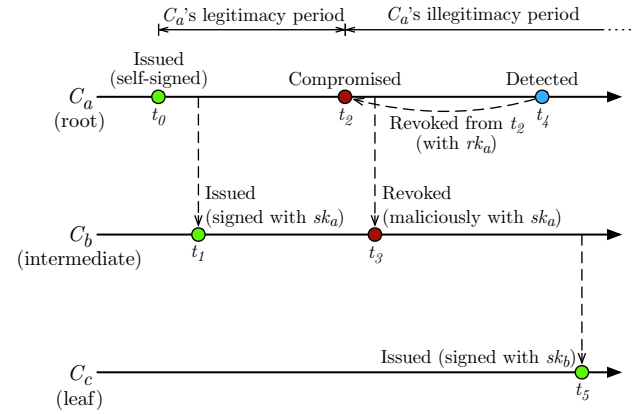 Cₐ's legitimacy period
Cₐ's illegitimacy period
Issued
(self-signed)
Compromised
Detected
Cₐ
(root)
t₀
t₂
t₄
Revoked from t₂
(with rkₐ)
Issued
(signed with skₐ)
Revoked
(maliciously with skₐ)
C_b
(intermediate)
t₁
t₃
Issued (signed with sk_b)
C_c
(leaf)
t₅